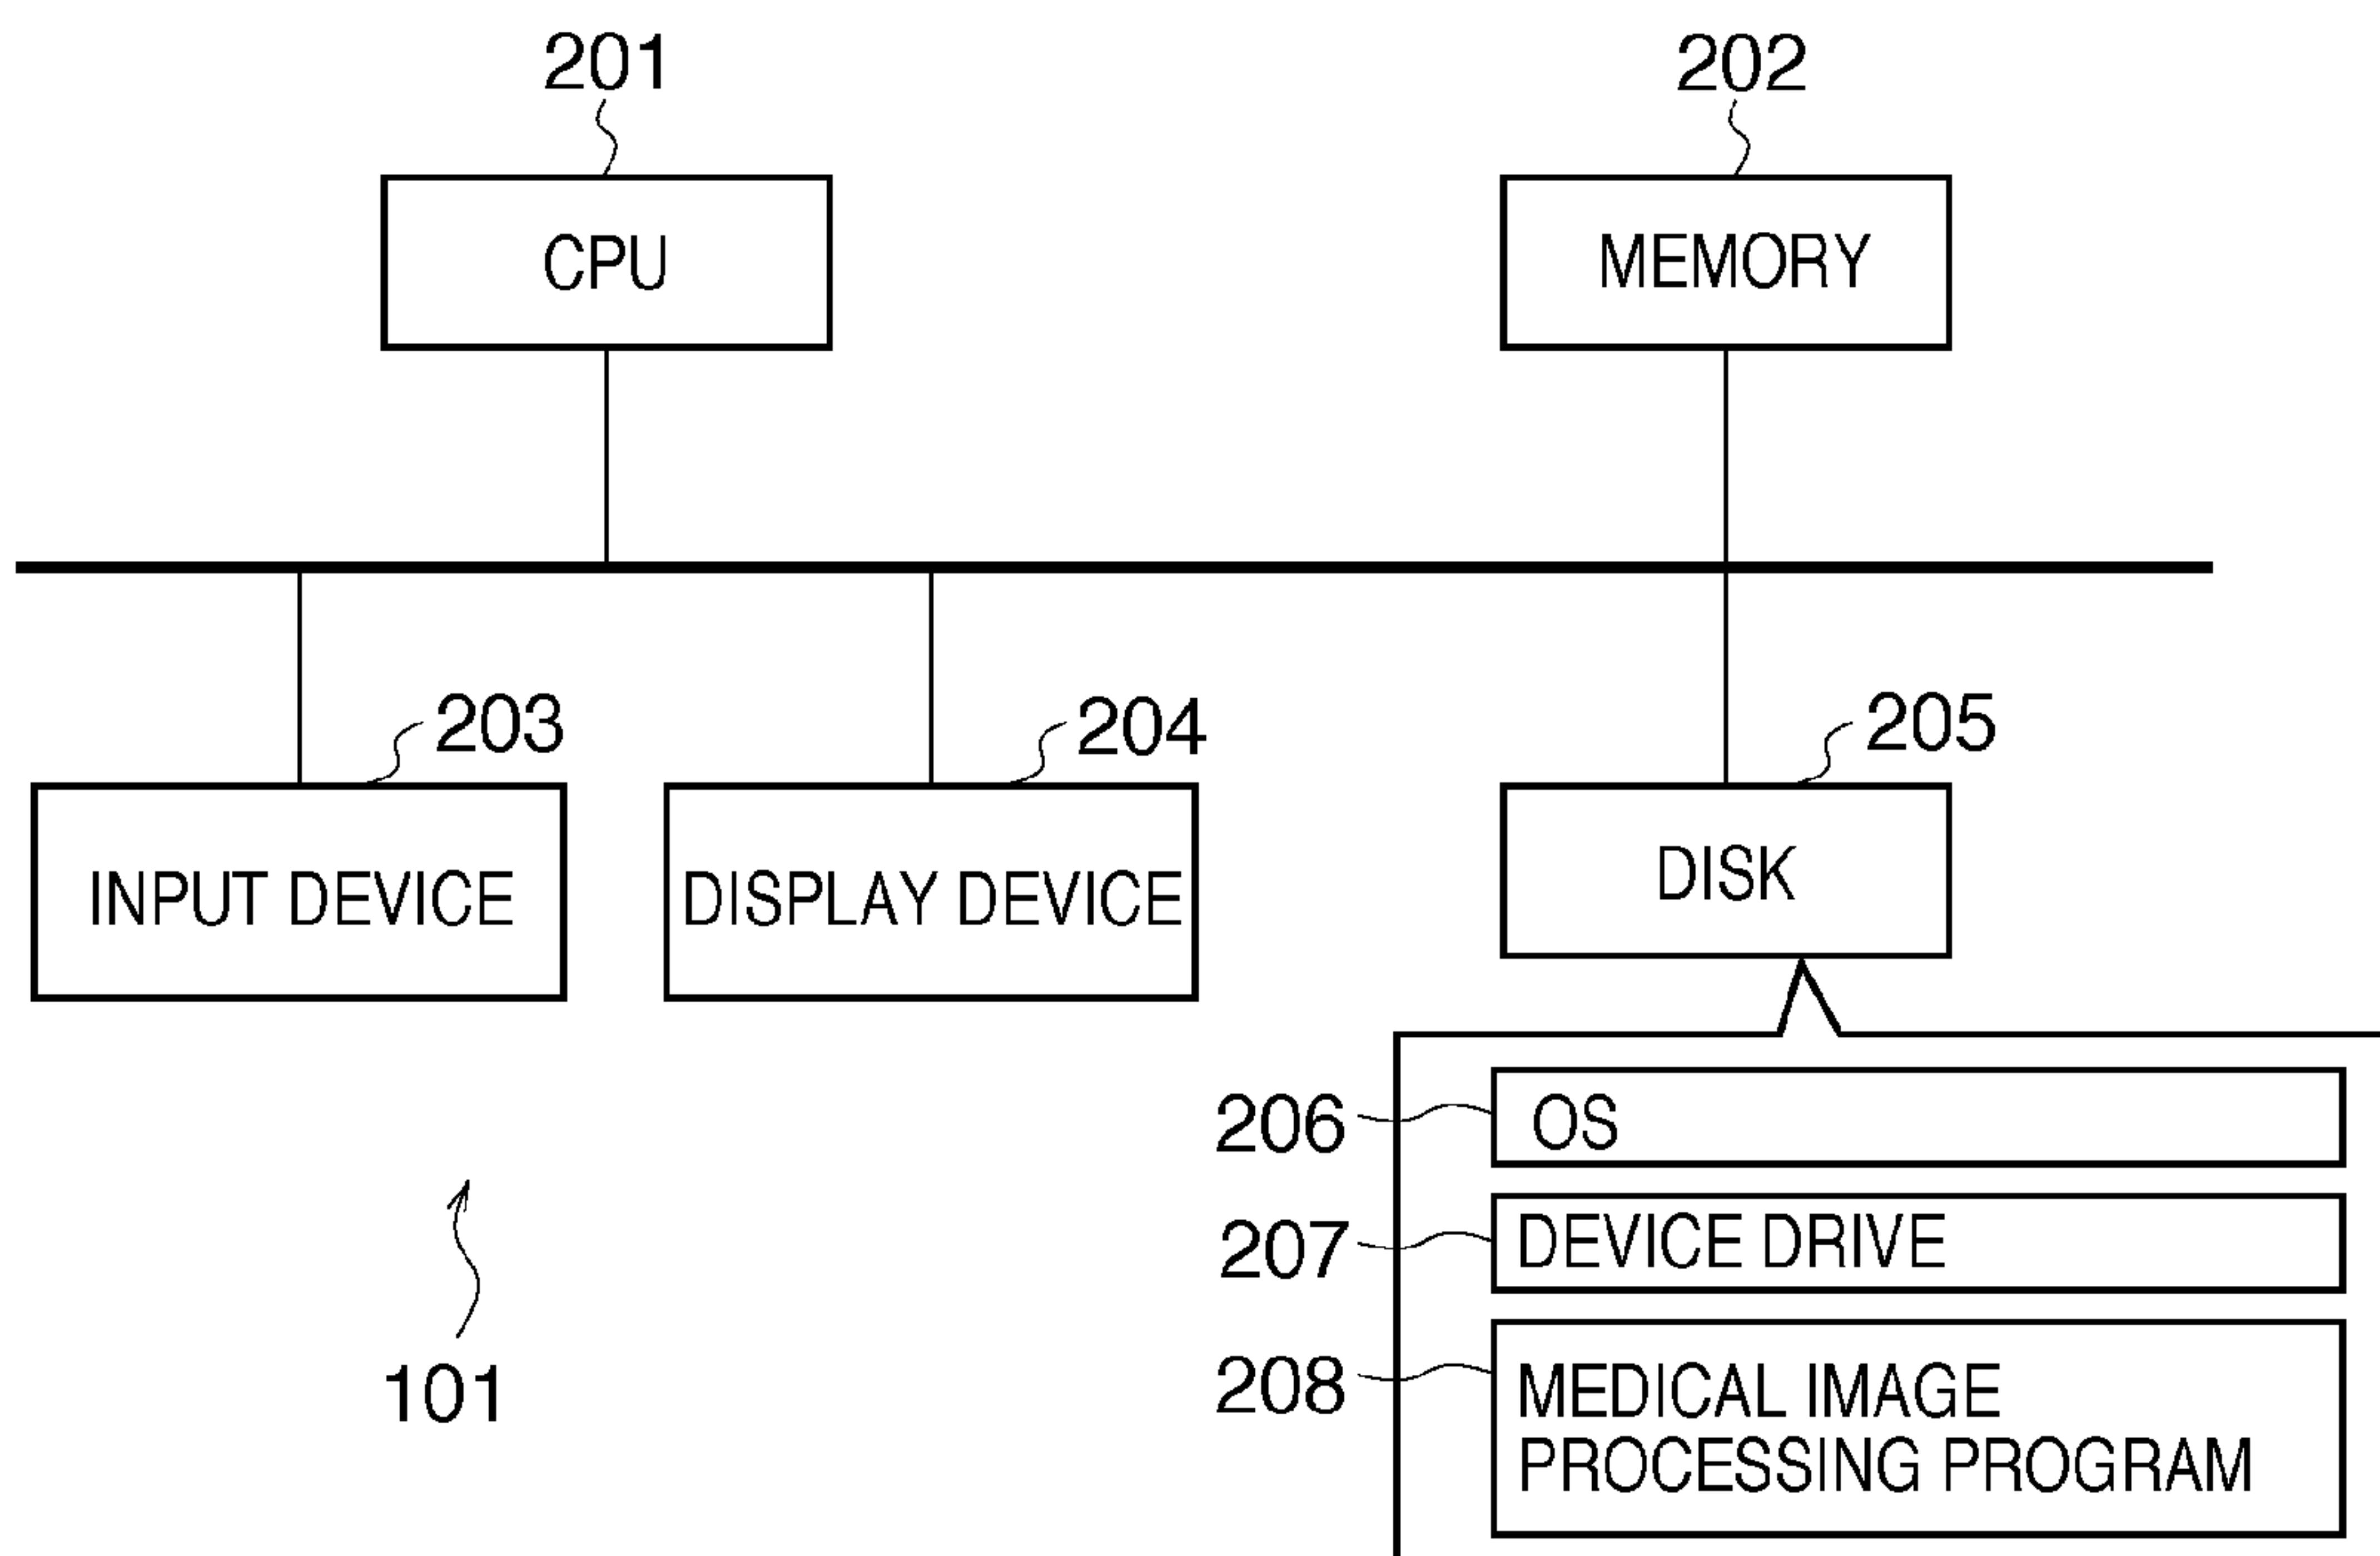 201
202
CPU
MEMORY
203
204
205
INPUT DEVICE
DISPLAY DEVICE
DISK
206
OS
207
DEVICE DRIVE
208
MEDICAL IMAGE
PROCESSING PROGRAM
101